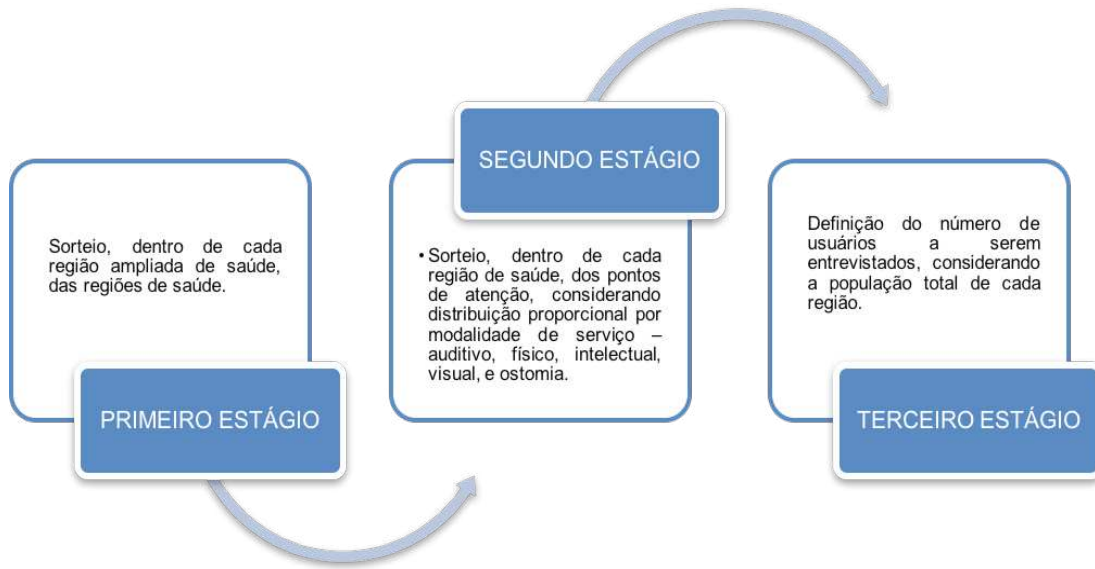 Sorteio, dentro de cada
região ampliada de saúde,
das regiões de saúde.
PRIMEIRO ESTÁGIO
SEGUNDO ESTÁGIO
• Sorteio, dentro de cada
região de saúde, dos pontos
de atenção, considerando
distribuição proporcional por
modalidade de serviço –
auditivo, físico, intelectual,
visual, e ostomia.
Definição do número de
usuários a serem
entrevistados, considerando
a população total de cada
região.
TERCEIRO ESTÁGIO